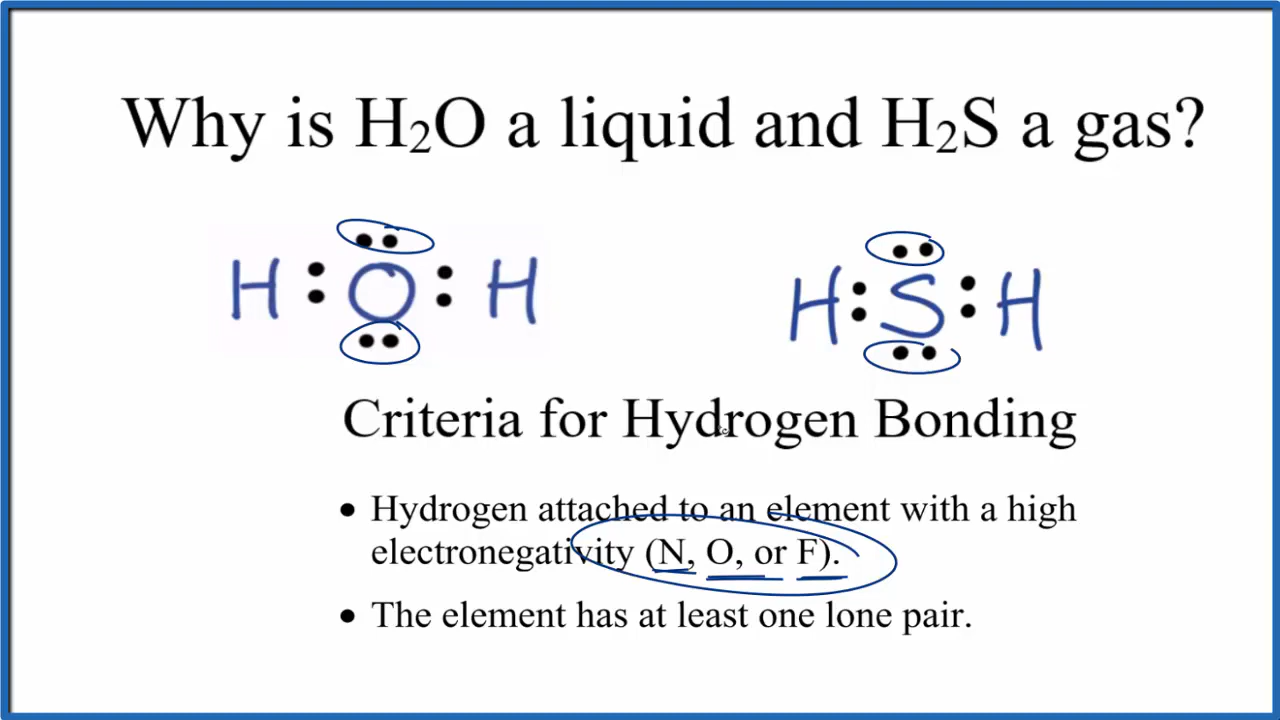 Why is H₂O a liquid and H₂S a gas?
H : O : H
H : S : H
Criteria for Hydrogen Bonding
• Hydrogen attached to an element with a high
electronegativity (N, O, or F).
• The element has at least one lone pair.